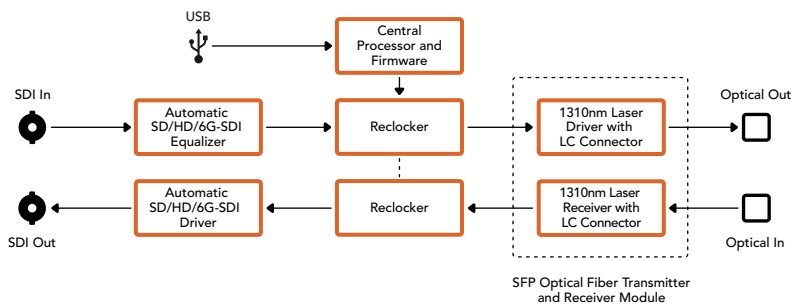 USB
Central
Processor and
Firmware
SDI In
Automatic
SD/HD/6G-SDI
Equalizer
Reclocker
1310nm Laser
Driver with
LC Connector
Optical Out
Automatic
SD/HD/6G-SDI
Driver
Reclocker
1310nm Laser
Receiver with
LC Connector
SDI Out
Optical In
SFP Optical Fiber Transmitter
and Receiver Module